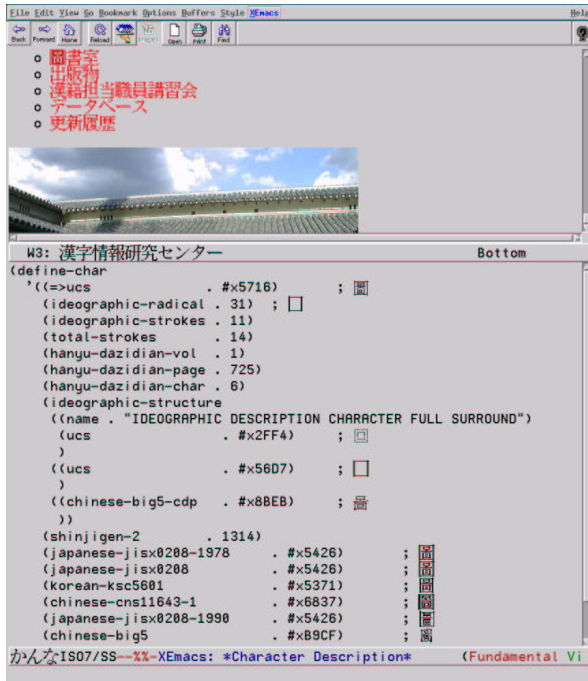 File Edit View Go Bookmark Options Buffers Style XEmacs Help
Back Forward Home Reload Open Print Find
圖書室
出版物
漢籍担当職員講習会
データベース
更新履歴
W3: 漢字情報研究センター Bottom
(define-char
'((=>ucs . #x5716) ; 圖
(ideographic-radical . 31) ; 囗
(ideographic-strokes . 11)
(total-strokes . 14)
(hanyu-dazidian-vol . 1)
(hanyu-dazidian-page . 725)
(hanyu-dazidian-char . 6)
(ideographic-structure
((name . "IDEOGRAPHIC DESCRIPTION CHARACTER FULL SURROUND")
(ucs . #x2FF4) ; ⿴
)
((ucs . #x56D7) ; 囗
)
((chinese-big5-cdp . #x8BEB) ; 啚
))
(shinjigen-2 . 1314)
(japanese-jisx0208-1978 . #x5426) ; 圖
(japanese-jisx0208 . #x5426) ; 圖
(korean-ksc5601 . #x5371) ; 圖
(chinese-cns11643-1 . #x6837) ; 圖
(japanese-jisx0208-1990 . #x5426) ; 圖
(chinese-big5 . #xB9CF) ; 圖
かんなISO7/SS--%%-XEmacs: *Character Description* (Fundamental Vi